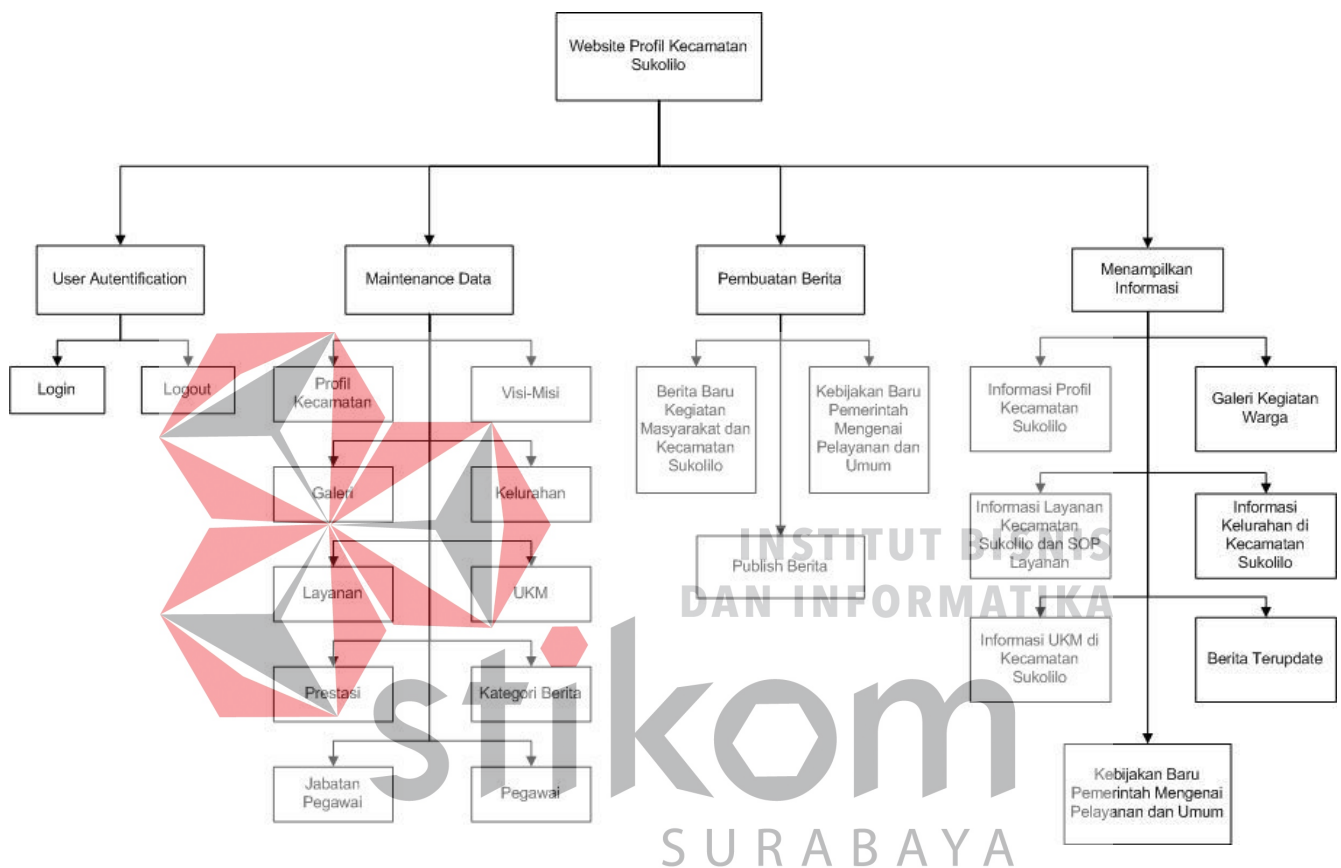 Website Profil Kecamatan
Sukolilo
User Autentification
Maintenance Data
Pembuatan Berita
Menampilkan
Informasi
Login
Logout
Profil
Kecamatan
Visi-Misi
Galeri
Kelurahan
Layanan
UKM
Prestasi
Kategori Berita
Jabatan
Pegawai
Pegawai
Berita Baru
Kegiatan
Masyarakat dan
Kecamatan
Sukolilo
Kebijakan Baru
Pemerintah
Mengenai
Pelayanan dan
Umum
Publish Berita
Informasi Profil
Kecamatan
Sukolilo
Galeri Kegiatan
Warga
Informasi Layanan
Kecamatan
Sukolilo dan SOP
Layanan
Informasi
Kelurahan di
Kecamatan
Sukolilo
Informasi UKM di
Kecamatan
Sukolilo
Berita Terupdate
Kebijakan Baru
Pemerintah Mengenai
Pelayanan dan Umum
INSTITUT BISNIS
DAN INFORMATIKA
stikom
SURABAYA